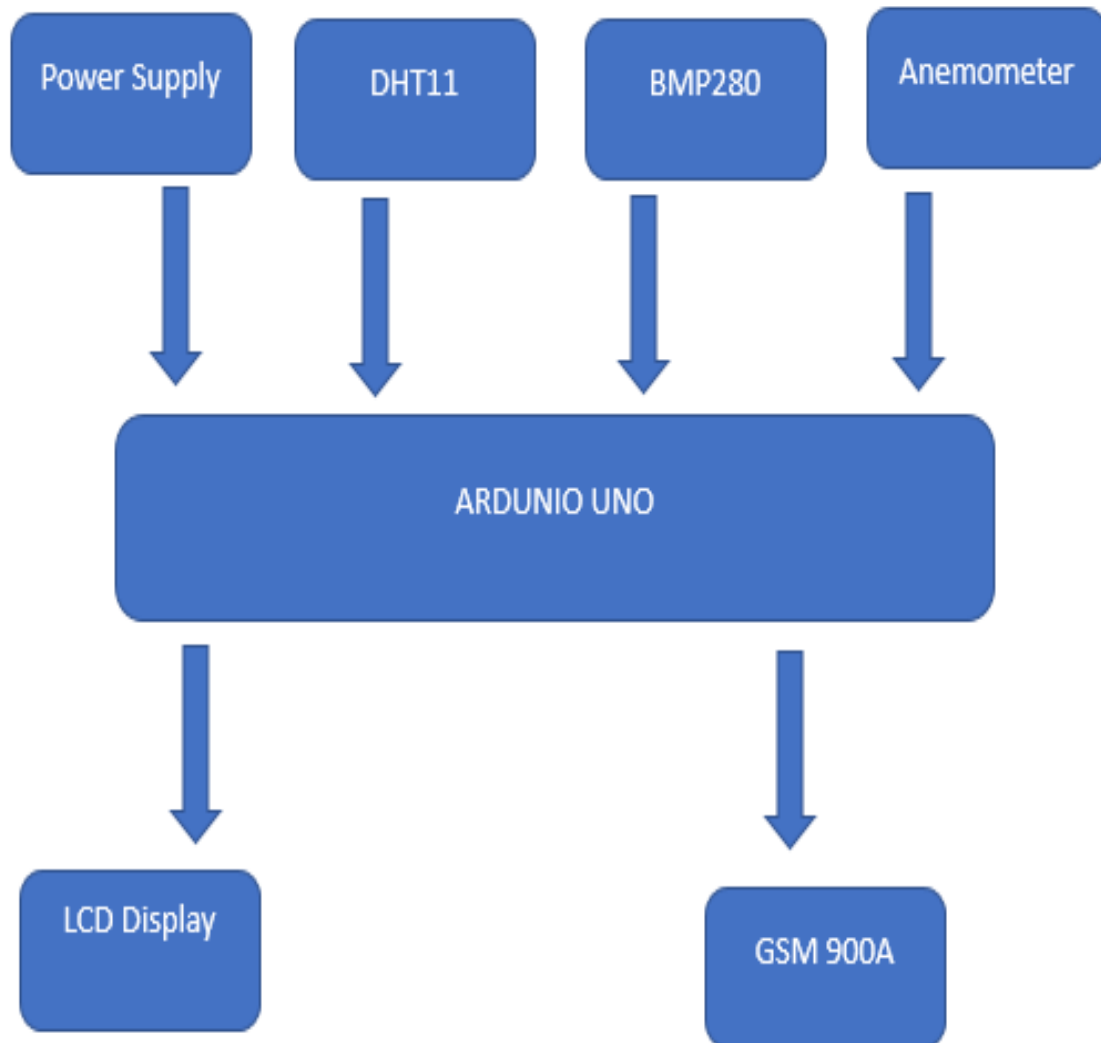 Power Supply
DHT11
BMP280
Anemometer
ARDUNIO UNO
LCD Display
GSM 900A